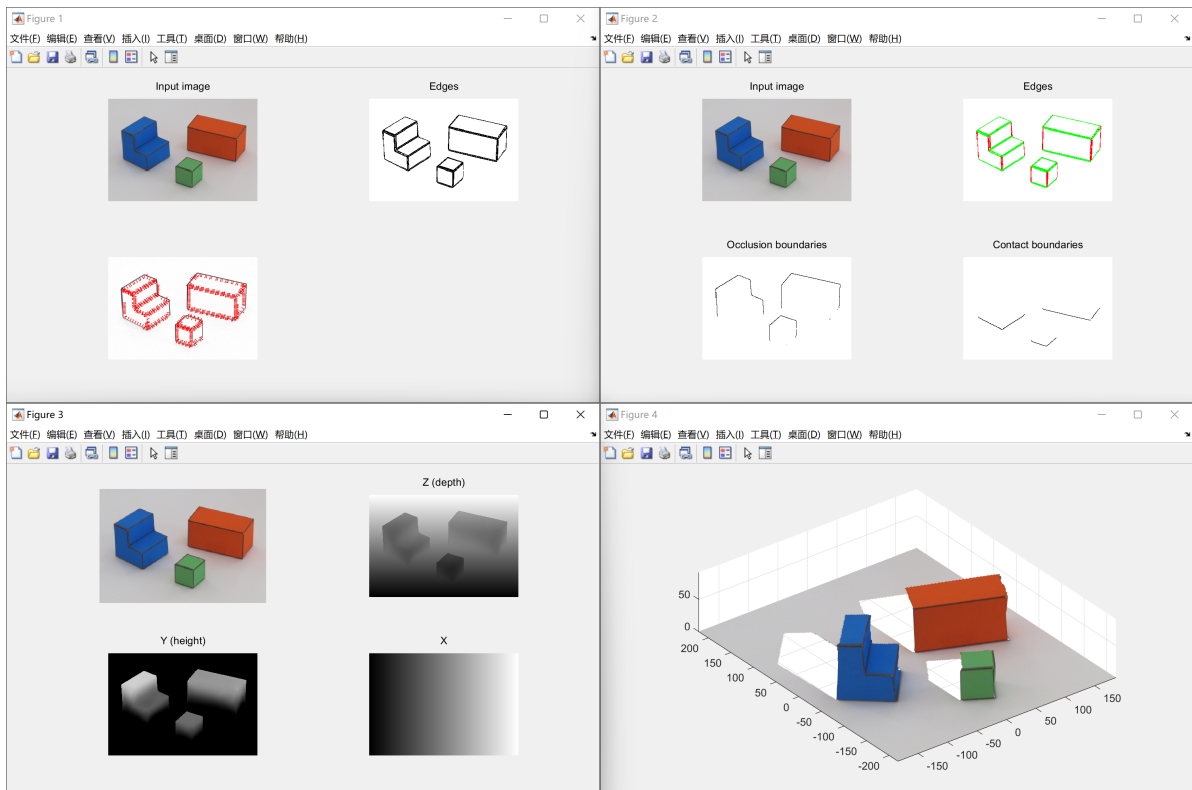 Figure 1
文件(F) 编辑(E) 查看(V) 插入(I) 工具(T) 桌面(D) 窗口(W) 帮助(H)
Input image
Edges
Figure 2
文件(F) 编辑(E) 查看(V) 插入(I) 工具(T) 桌面(D) 窗口(W) 帮助(H)
Input image
Edges
Occlusion boundaries
Contact boundaries
Figure 3
文件(F) 编辑(E) 查看(V) 插入(I) 工具(T) 桌面(D) 窗口(W) 帮助(H)
Z (depth)
Y (height)
X
Figure 4
文件(F) 编辑(E) 查看(V) 插入(I) 工具(T) 桌面(D) 窗口(W) 帮助(H)
50
0
200
150
100
50
0
-50
-100
-150
-200
-150
-100
-50
0
50
100
150